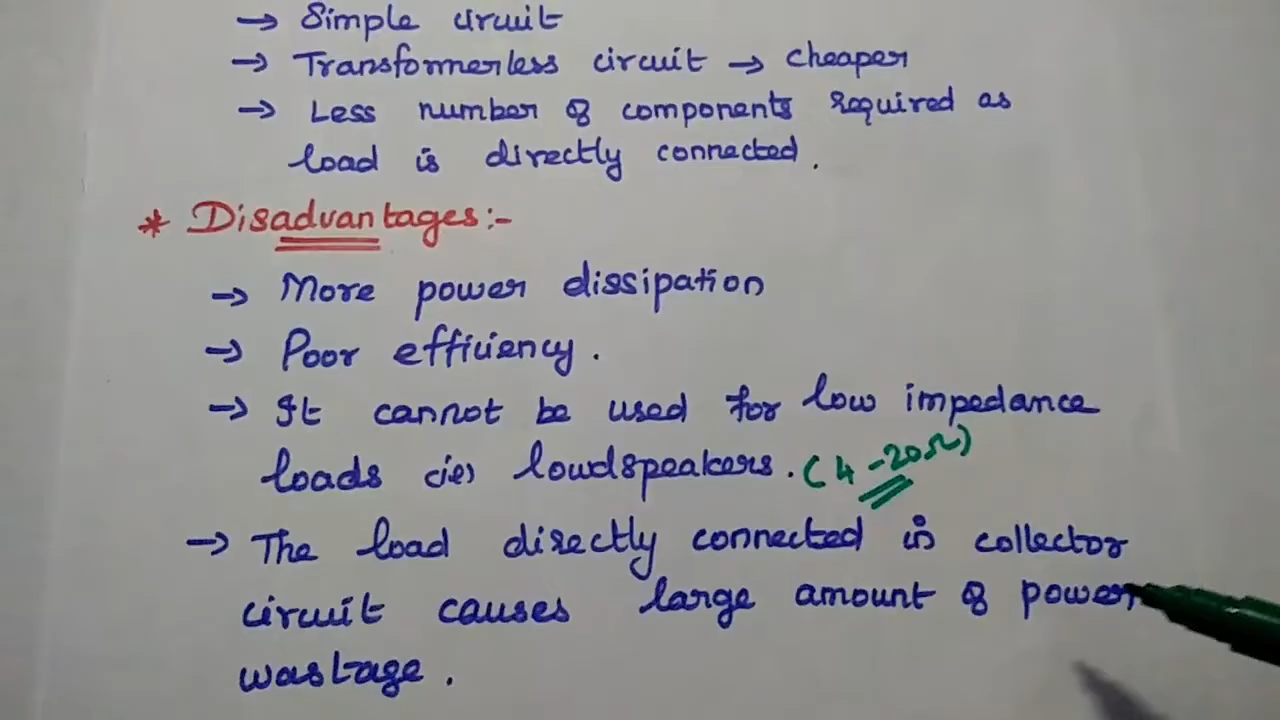 → Simple circuit
→ Transformerless circuit → cheaper
→ Less number of components required as
load is directly connected.
* Disadvantages:-
→ More power dissipation
→ Poor efficiency.
→ It cannot be used for low impedance
loads (ie) loudspeakers. (4-20Ω)
→ The load directly connected in collector
circuit causes large amount of power
wastage.